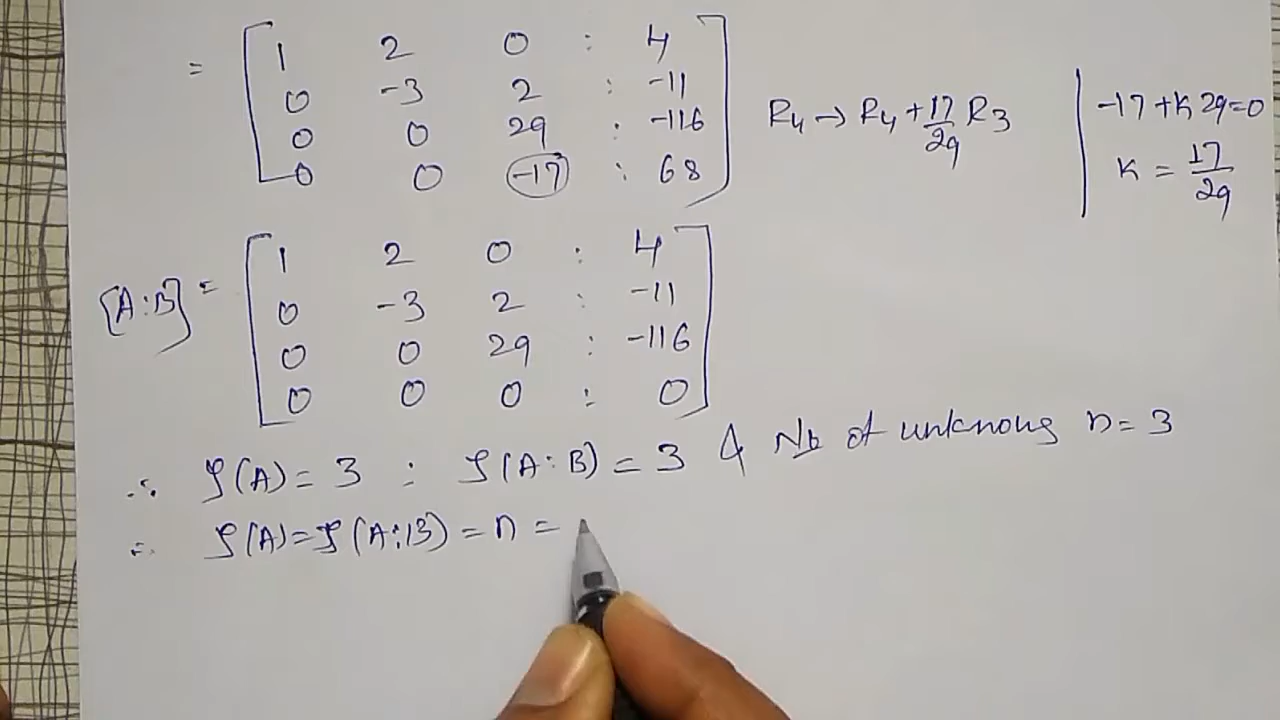 = [ 1 2 0 : 4
0 -3 2 : -11
0 0 29 : -116
0 0 -17 : 68 ]
R4 → R4 + 17/29 R3
-17 + K 29 = 0
K = 17/29
[A:B] = [ 1 2 0 : 4
0 -3 2 : -11
0 0 29 : -116
0 0 0 : 0 ]
∴ ρ(A) = 3 : ρ(A:B) = 3 & No of unknows n = 3
∴ ρ(A) = ρ(A:B) = n =